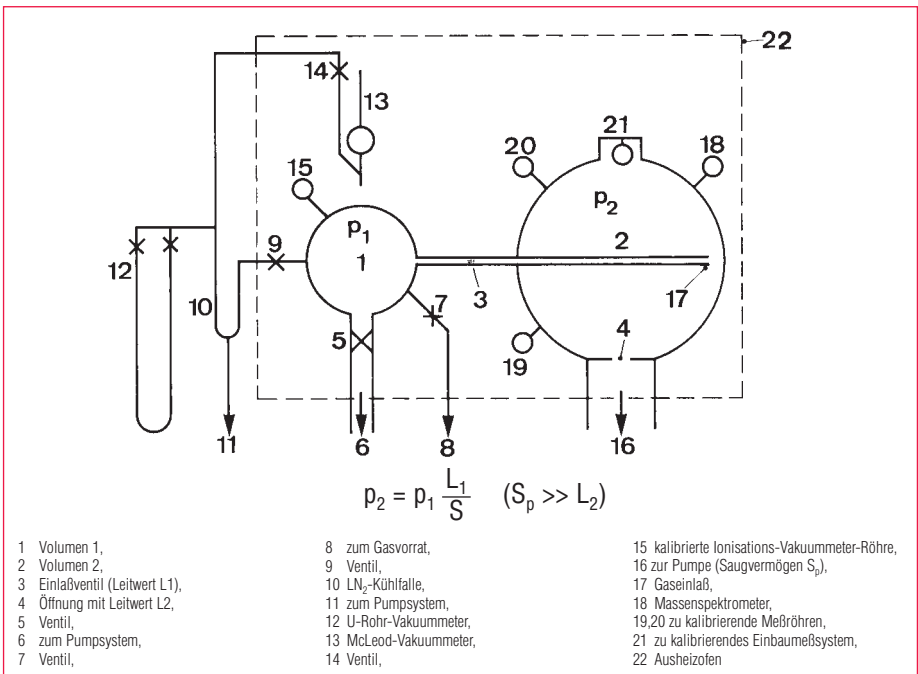 22
14
13
20
21
18
15
p₁
p₂
9
1
2
12
10
3
17
7
5
4
19
11
6
8
16
p₂ = p₁ L₁/S (Sₚ >> L₂)
1 Volumen 1,
2 Volumen 2,
3 Einlaßventil (Leitwert L1),
4 Öffnung mit Leitwert L2,
5 Ventil,
6 zum Pumpsystem,
7 Ventil,
8 zum Gasvorrat,
9 Ventil,
10 LN₂-Kühlfalle,
11 zum Pumpsystem,
12 U-Rohr-Vakuummeter,
13 McLeod-Vakuummeter,
14 Ventil,
15 kalibrierte Ionisations-Vakuummeter-Röhre,
16 zur Pumpe (Saugvermögen Sₚ),
17 Gaseinlaß,
18 Massenspektrometer,
19,20 zu kalibrierende Meßröhren,
21 zu kalibrierendes Einbaumeßsystem,
22 Ausheizofen